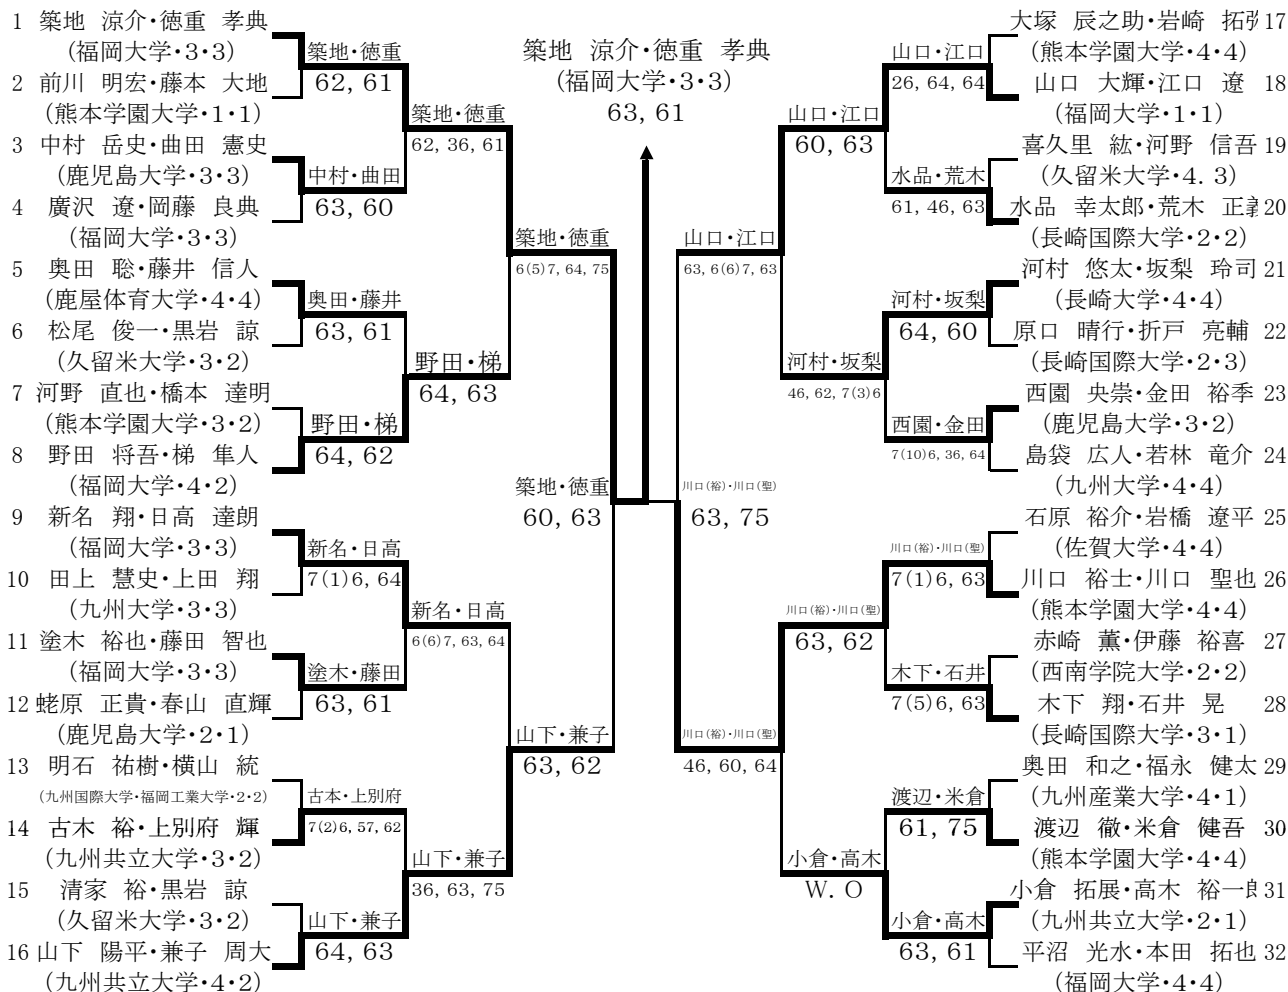 1 築地 涼介・徳重 孝典
(福岡大学・3・3)
2 前川 明宏・藤本 大地
(熊本学園大学・1・1)
3 中村 岳史・曲田 憲史
(鹿児島大学・3・3)
4 廣沢 遼・岡藤 良典
(福岡大学・3・3)
5 奥田 聡・藤井 信人
(鹿屋体育大学・4・4)
6 松尾 俊一・黒岩 諒
(久留米大学・3・2)
7 河野 直也・橋本 達明
(熊本学園大学・3・2)
8 野田 将吾・梯 隼人
(福岡大学・4・2)
9 新名 翔・日高 達朗
(福岡大学・3・3)
10 田上 慧史・上田 翔
(九州大学・3・3)
11 塗木 裕也・藤田 智也
(福岡大学・3・3)
12 蛯原 正貴・春山 直輝
(鹿児島大学・2・1)
13 明石 祐樹・横山 統
(九州国際大学・福岡工業大学・2・2)
14 古木 裕・上別府 輝
(九州共立大学・3・2)
15 清家 裕・黒岩 諒
(久留米大学・3・2)
16 山下 陽平・兼子 周大
(九州共立大学・4・2)
築地・徳重
62, 61
中村・曲田
63, 60
奥田・藤井
63, 61
野田・梯
64, 62
新名・日高
7(1)6, 64
塗木・藤田
63, 61
古本・上別府
7(2)6, 57, 62
山下・兼子
64, 63
築地・徳重
62, 36, 61
野田・梯
64, 63
新名・日高
6(6)7, 63, 64
山下・兼子
36, 63, 75
築地・徳重
6(5)7, 64, 75
山下・兼子
63, 62
築地・徳重
60, 63
築地 涼介・徳重 孝典
(福岡大学・3・3)
63, 61
川口(裕)・川口(聖)
63, 75
山口・江口
63, 6(6)7, 63
川口(裕)・川口(聖)
46, 60, 64
山口・江口
60, 63
河村・坂梨
46, 62, 7(3)6
川口(裕)・川口(聖)
63, 62
小倉・高木
W. O
山口・江口
26, 64, 64
水品・荒木
61, 46, 63
河村・坂梨
64, 60
西園・金田
7(10)6, 36, 64
川口(裕)・川口(聖)
7(1)6, 63
木下・石井
7(5)6, 63
渡辺・米倉
61, 75
小倉・高木
63, 61
大塚 辰之助・岩崎 拓 17
(熊本学園大学・4・4)
山口 大輝・江口 遼 18
(福岡大学・1・1)
喜久里 紘・河野 信吾 19
(久留米大学・4. 3)
水品 幸太郎・荒木 正 20
(長崎国際大学・2・2)
河村 悠太・坂梨 玲司 21
(長崎大学・4・4)
原口 晴行・折戸 亮輔 22
(長崎国際大学・2・3)
西園 央崇・金田 裕季 23
(鹿児島大学・3・2)
島袋 広人・若林 竜介 24
(九州大学・4・4)
石原 裕介・岩橋 遼平 25
(佐賀大学・4・4)
川口 裕士・川口 聖也 26
(熊本学園大学・4・4)
赤崎 薫・伊藤 裕喜 27
(西南学院大学・2・2)
木下 翔・石井 晃 28
(長崎国際大学・3・1)
奥田 和之・福永 健太 29
(九州産業大学・4・1)
渡辺 徹・米倉 健吾 30
(熊本学園大学・4・4)
小倉 拓展・高木 裕一 31
(九州共立大学・2・1)
平沼 光水・本田 拓也 32
(福岡大学・4・4)